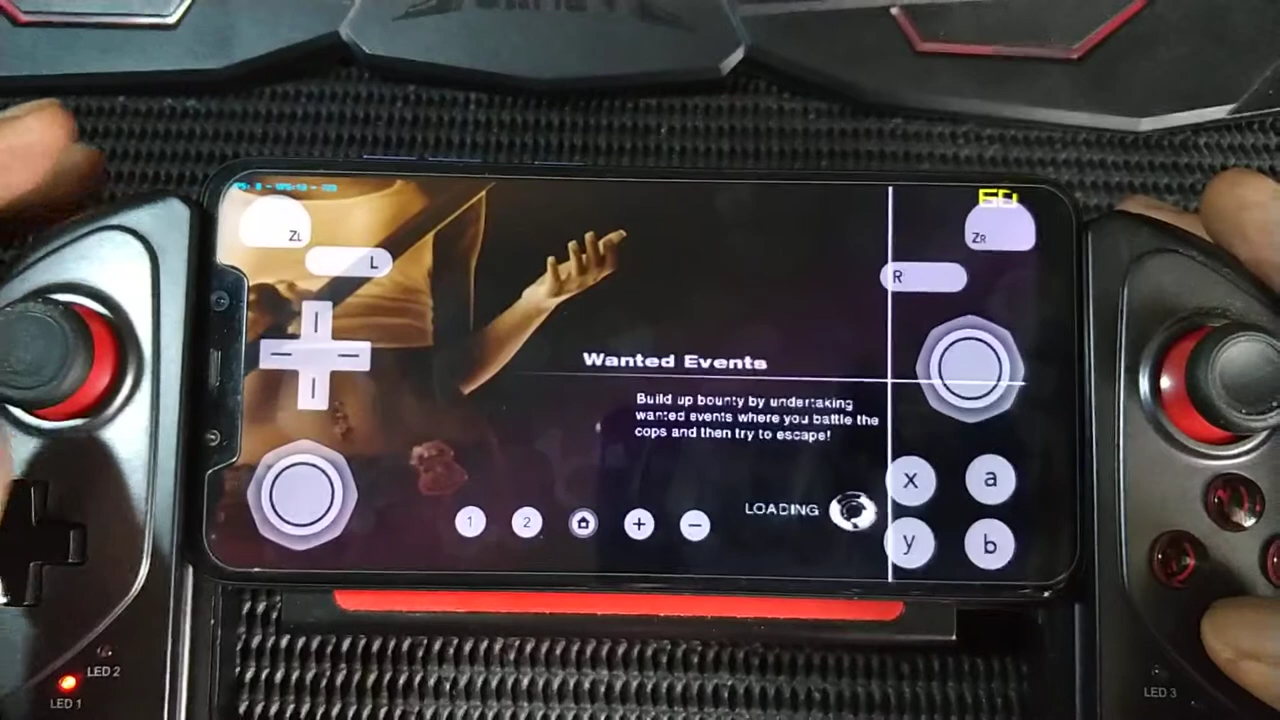 60
ZL
ZR
L
R
Wanted Events
Build up bounty by undertaking
wanted events where you battle the
cops and then try to escape!
x
a
LOADING
1
2
+
−
y
b
LED 2
LED 1
LED 3